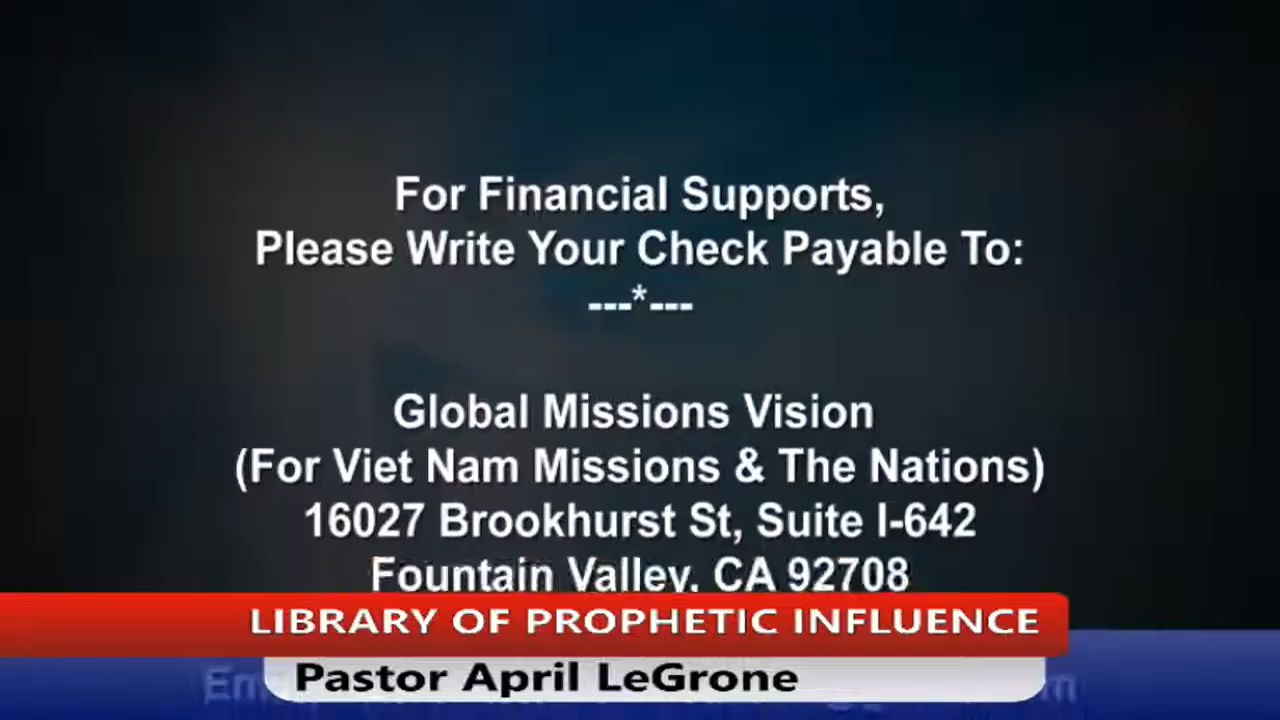 For Financial Supports,
Please Write Your Check Payable To:
---*---
Global Missions Vision
(For Viet Nam Missions & The Nations)
16027 Brookhurst St, Suite I-642
Fountain Valley, CA 92708
LIBRARY OF PROPHETIC INFLUENCE
Pastor April LeGrone